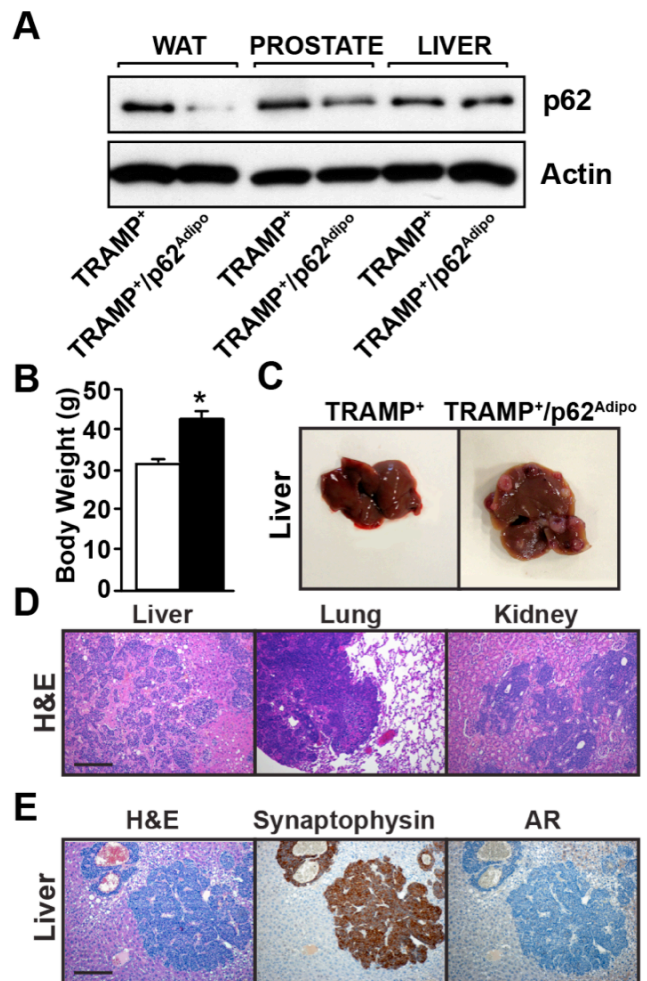 A
WAT PROSTATE LIVER
p62
Actin
TRAMP⁺
TRAMP⁺/p62ᴬᵈⁱᵖᵒ
TRAMP⁺
TRAMP⁺/p62ᴬᵈⁱᵖᵒ
TRAMP⁺
TRAMP⁺/p62ᴬᵈⁱᵖᵒ
B
Body Weight (g)
50
40
30
20
10
0
*
C
TRAMP⁺ TRAMP⁺/p62ᴬᵈⁱᵖᵒ
Liver
D
Liver Lung Kidney
H&E
E
H&E Synaptophysin AR
Liver